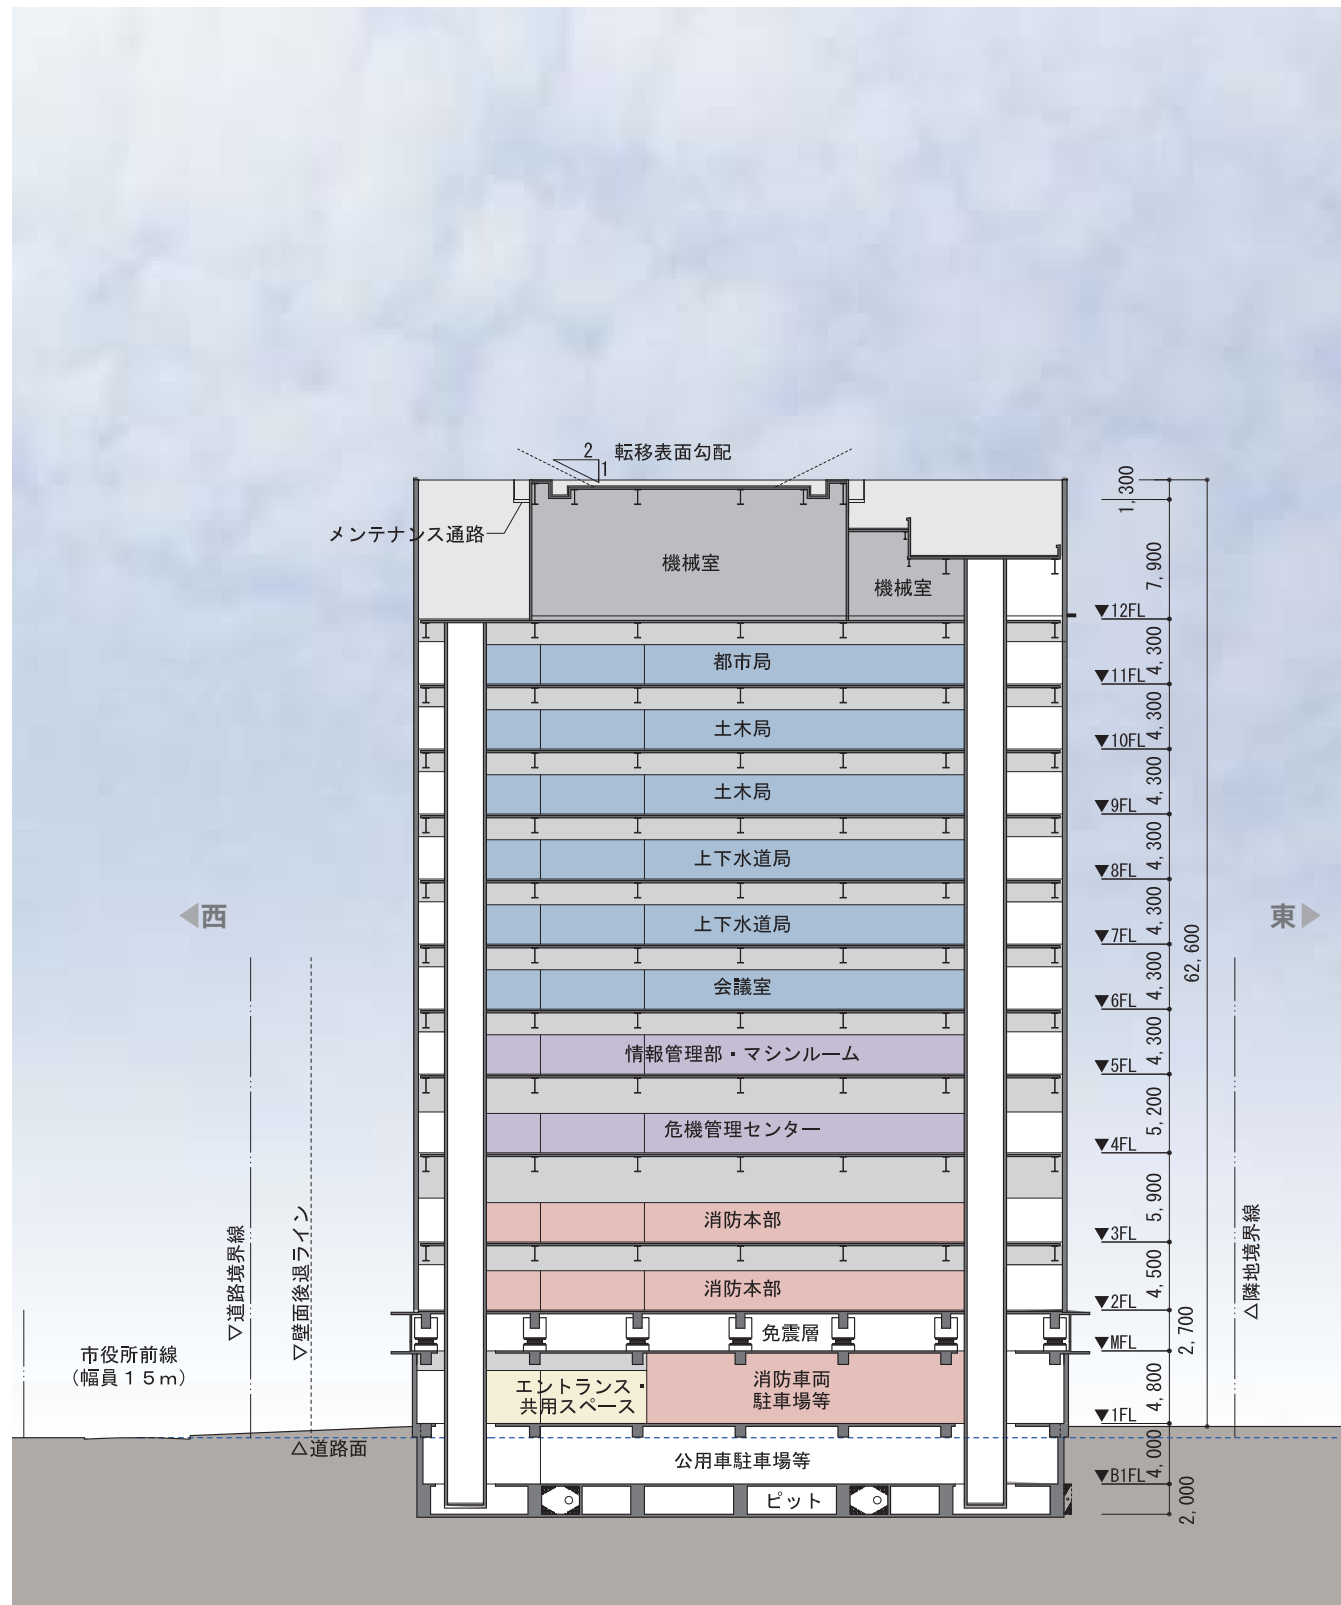 2
1
転移表面勾配
メンテナンス通路
機械室
機械室
都市局
土木局
土木局
上下水道局
上下水道局
会議室
情報管理部・マシンルーム
危機管理センター
消防本部
消防本部
免震層
エントランス・
共用スペース
消防車両
駐車場等
公用車駐車場等
ピット
◀西
東▶
▽道路境界線
▽壁面後退ライン
△隣地境界線
市役所前線
(幅員15m)
△道路面
1,300
7,900
▼12FL
4,300
▼11FL
4,300
▼10FL
4,300
▼9FL
4,300
▼8FL
4,300
▼7FL
4,300
▼6FL
4,300
▼5FL
5,200
▼4FL
5,900
▼3FL
4,500
▼2FL
2,700
▼MFL
4,800
▼1FL
4,000
▼B1FL
2,000
62,600